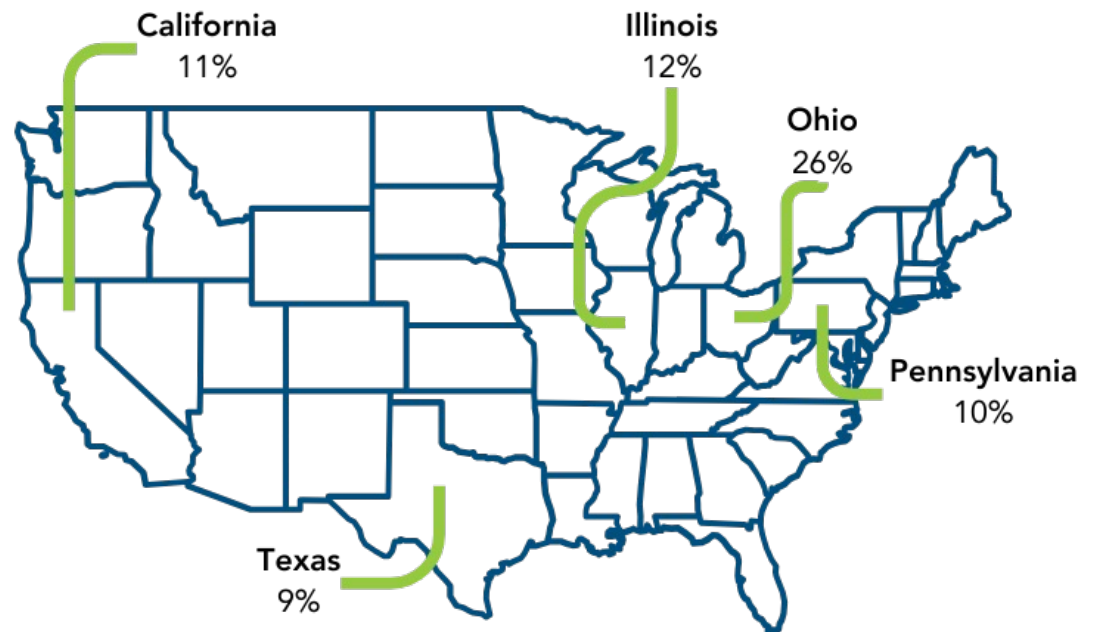 California
11%
Illinois
12%
Ohio
26%
Pennsylvania
10%
Texas
9%